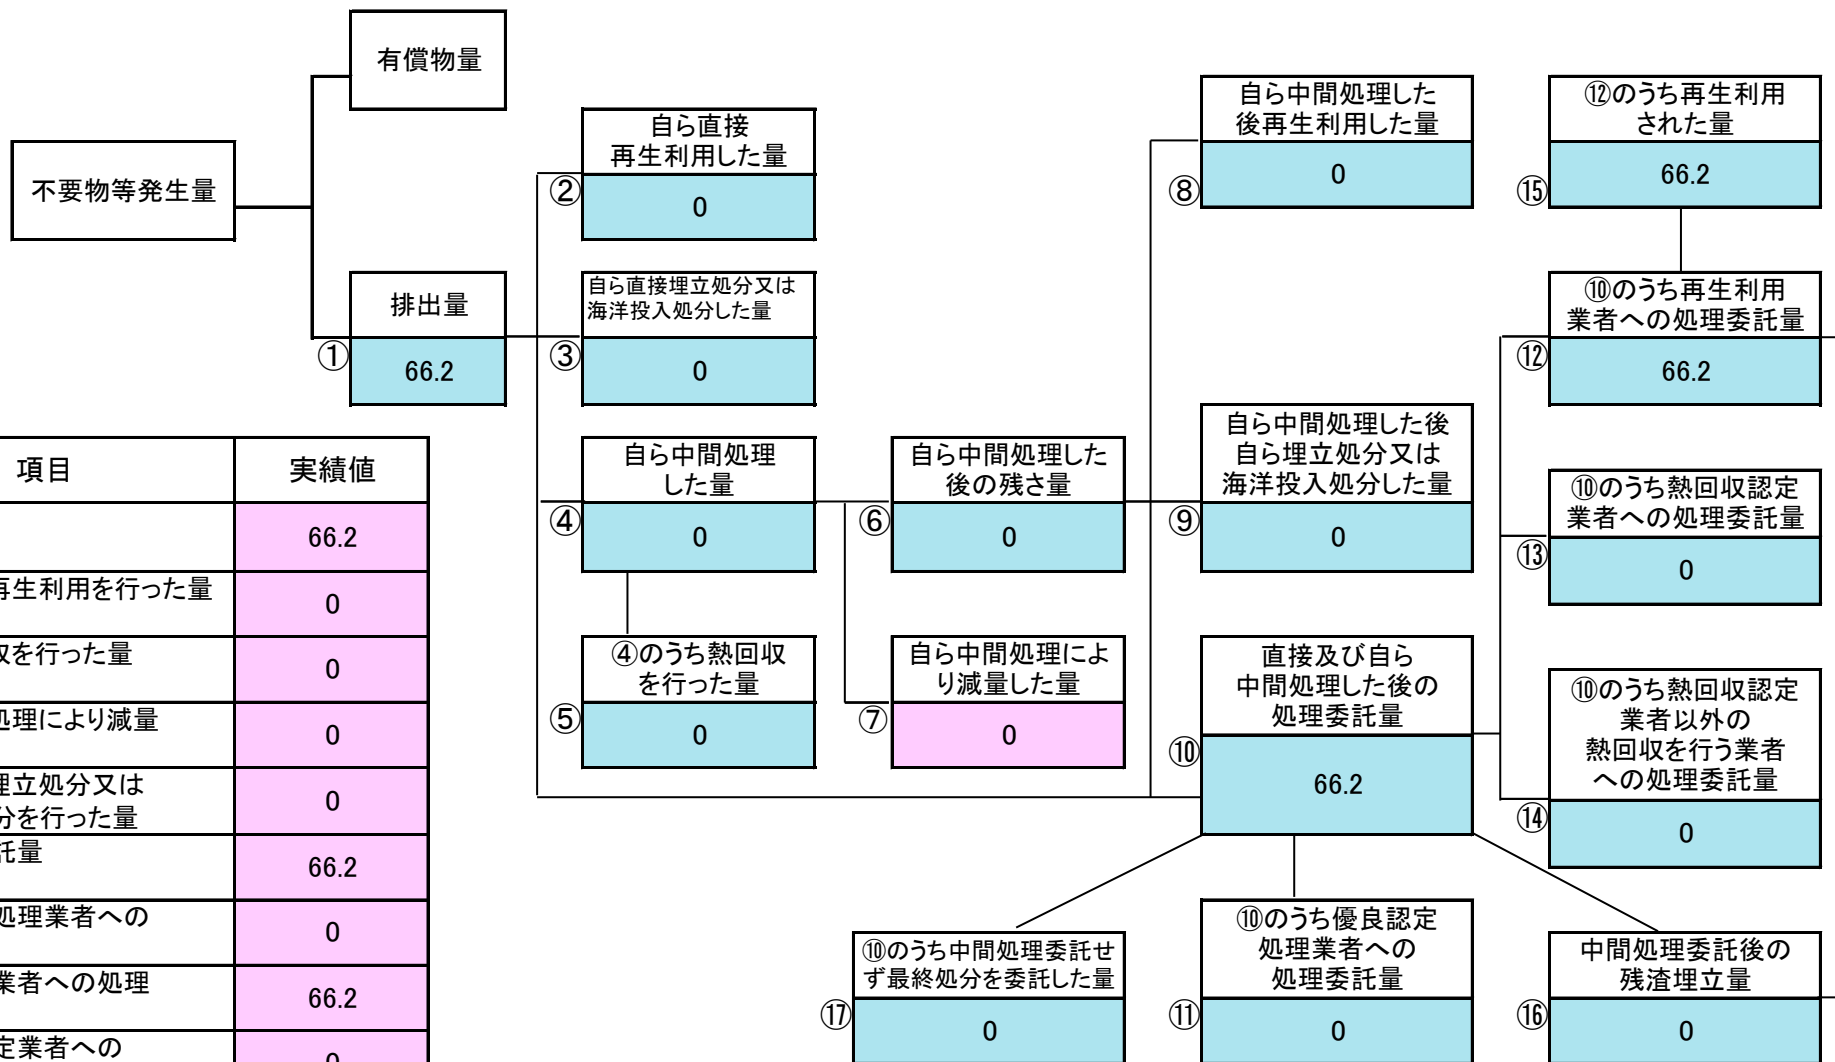 有償物量
不要物等発生量
排出量
①
66.2
自ら直接
再生利用した量
②
0
自ら直接埋立処分又は
海洋投入処分した量
③
0
自ら中間処理
した量
④
0
④のうち熱回収
を行った量
⑤
0
自ら中間処理した
後の残さ量
⑥
0
自ら中間処理によ
り減量した量
⑦
0
自ら中間処理した
後再生利用した量
⑧
0
自ら中間処理した後
自ら埋立処分又は
海洋投入処分した量
⑨
0
直接及び自ら
中間処理した後の
処理委託量
⑩
66.2
⑫のうち再生利用
された量
⑮
66.2
⑩のうち再生利用
業者への処理委託量
⑫
66.2
⑩のうち熱回収認定
業者への処理委託量
⑬
0
⑩のうち熱回収認定
業者以外の
熱回収を行う業者
への処理委託量
⑭
0
⑩のうち中間処理委託せ
ず最終処分を委託した量
⑰
0
⑩のうち優良認定
処理業者への
処理委託量
⑪
0
中間処理委託後の
残渣埋立量
⑯
0
項目 実績値
66.2
再生利用を行った量
0
収を行った量
0
処理により減量
0
埋立処分又は
分を行った量
0
託量
66.2
処理業者への
0
業者への処理
66.2
定業者への
0